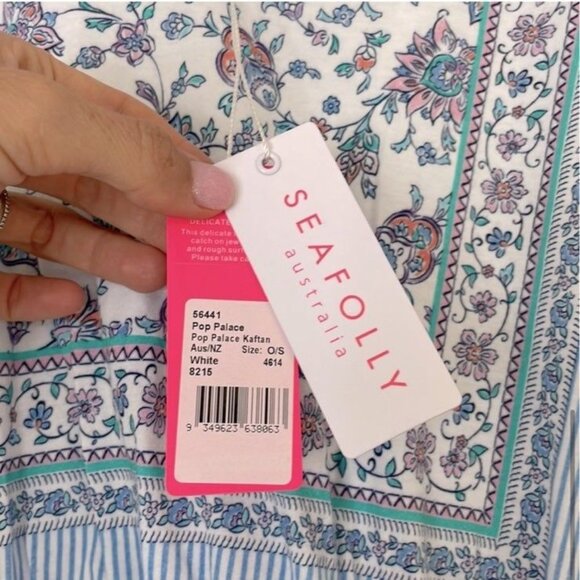 DELICATE
This delicate
catch on jew
and rough sur
Please take c
56441
Pop Palace
Pop Palace Kaftan
Aus/NZ Size: O/S
White 4614
8215
9 349623 638063
SEAFOLLY
australia